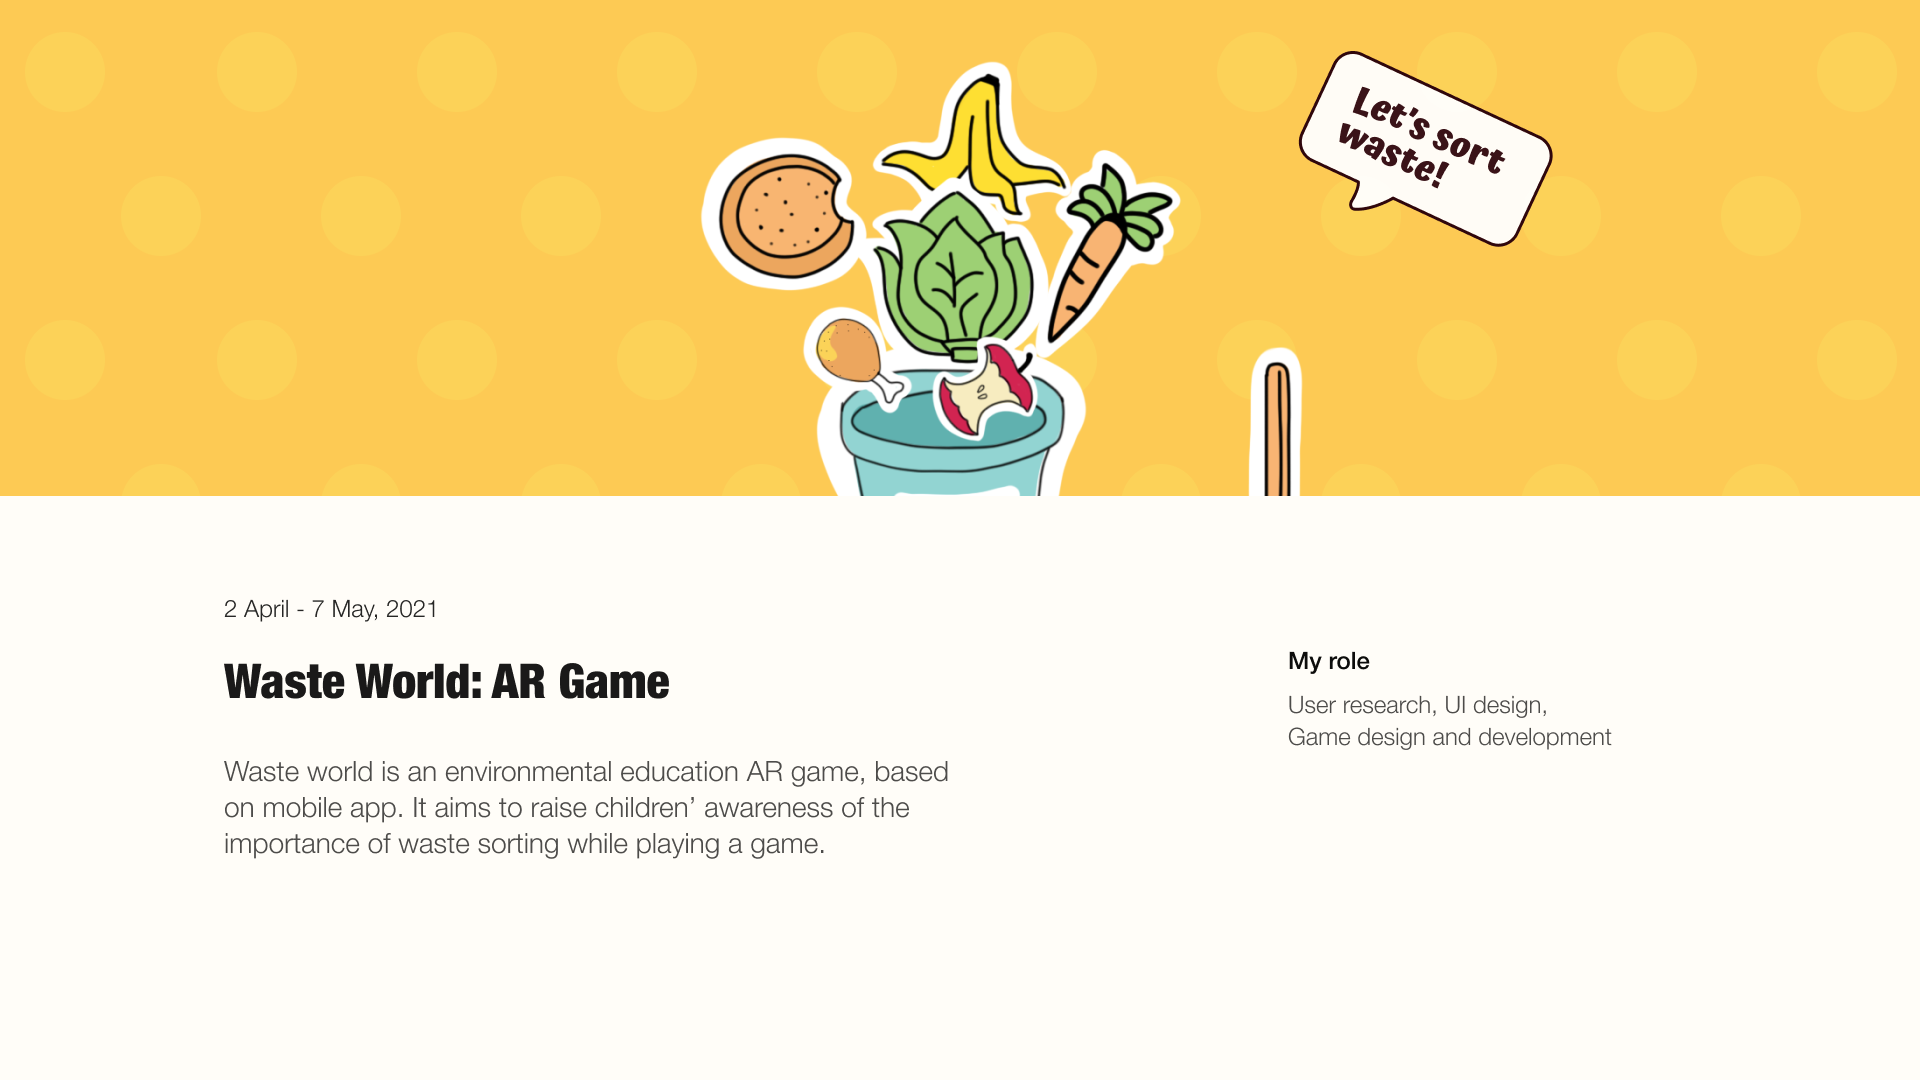 Let's sort
waste!
2 April - 7 May, 2021
Waste World: AR Game
Waste world is an environmental education AR game, based
on mobile app. It aims to raise children’ awareness of the
importance of waste sorting while playing a game.
My role
User research, UI design,
Game design and development